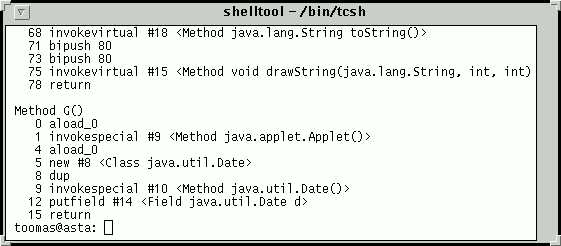 shelltool - /bin/tcsh
68 invokevirtual #18 <Method java.lang.String toString()>
71 bipush 80
73 bipush 80
75 invokevirtual #15 <Method void drawString(java.lang.String, int, int)
78 return
Method G()
0 aload_0
1 invokespecial #9 <Method java.applet.Applet()>
4 aload_0
5 new #8 <Class java.util.Date>
8 dup
9 invokespecial #10 <Method java.util.Date()>
12 putfield #14 <Field java.util.Date d>
15 return
toomas@asta: